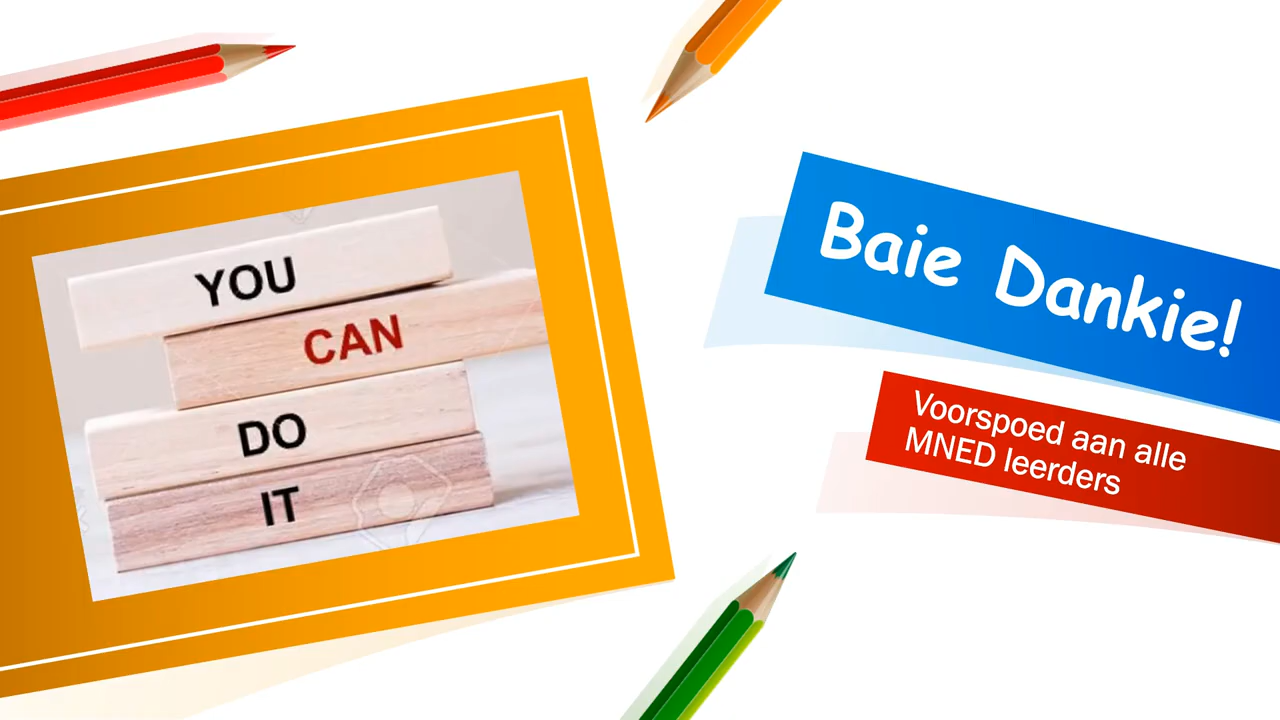 YOU
CAN
DO
IT
Baie Dankie!
Voorspoed aan alle
MNED leerders